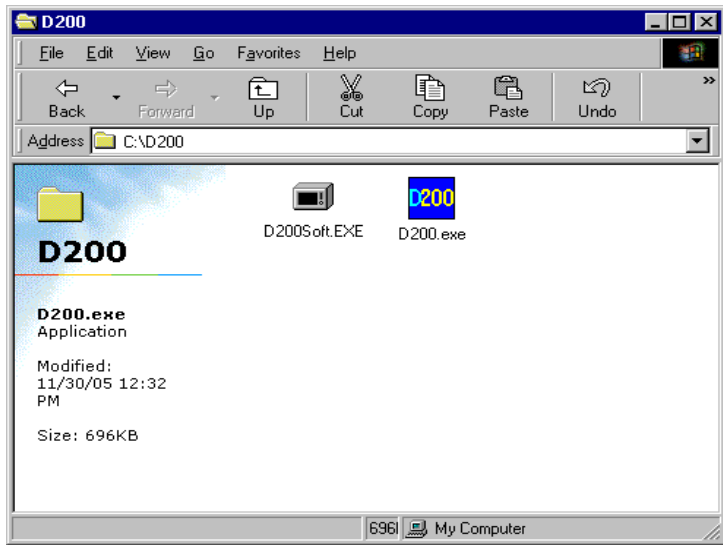 D200
File Edit View Go Favorites Help
Back Forward Up Cut Copy Paste Undo »
Address C:\D200
D200Soft.EXE D200 D200.exe
D200
D200.exe
Application
Modified:
11/30/05 12:32
PM
Size: 696KB
My Computer